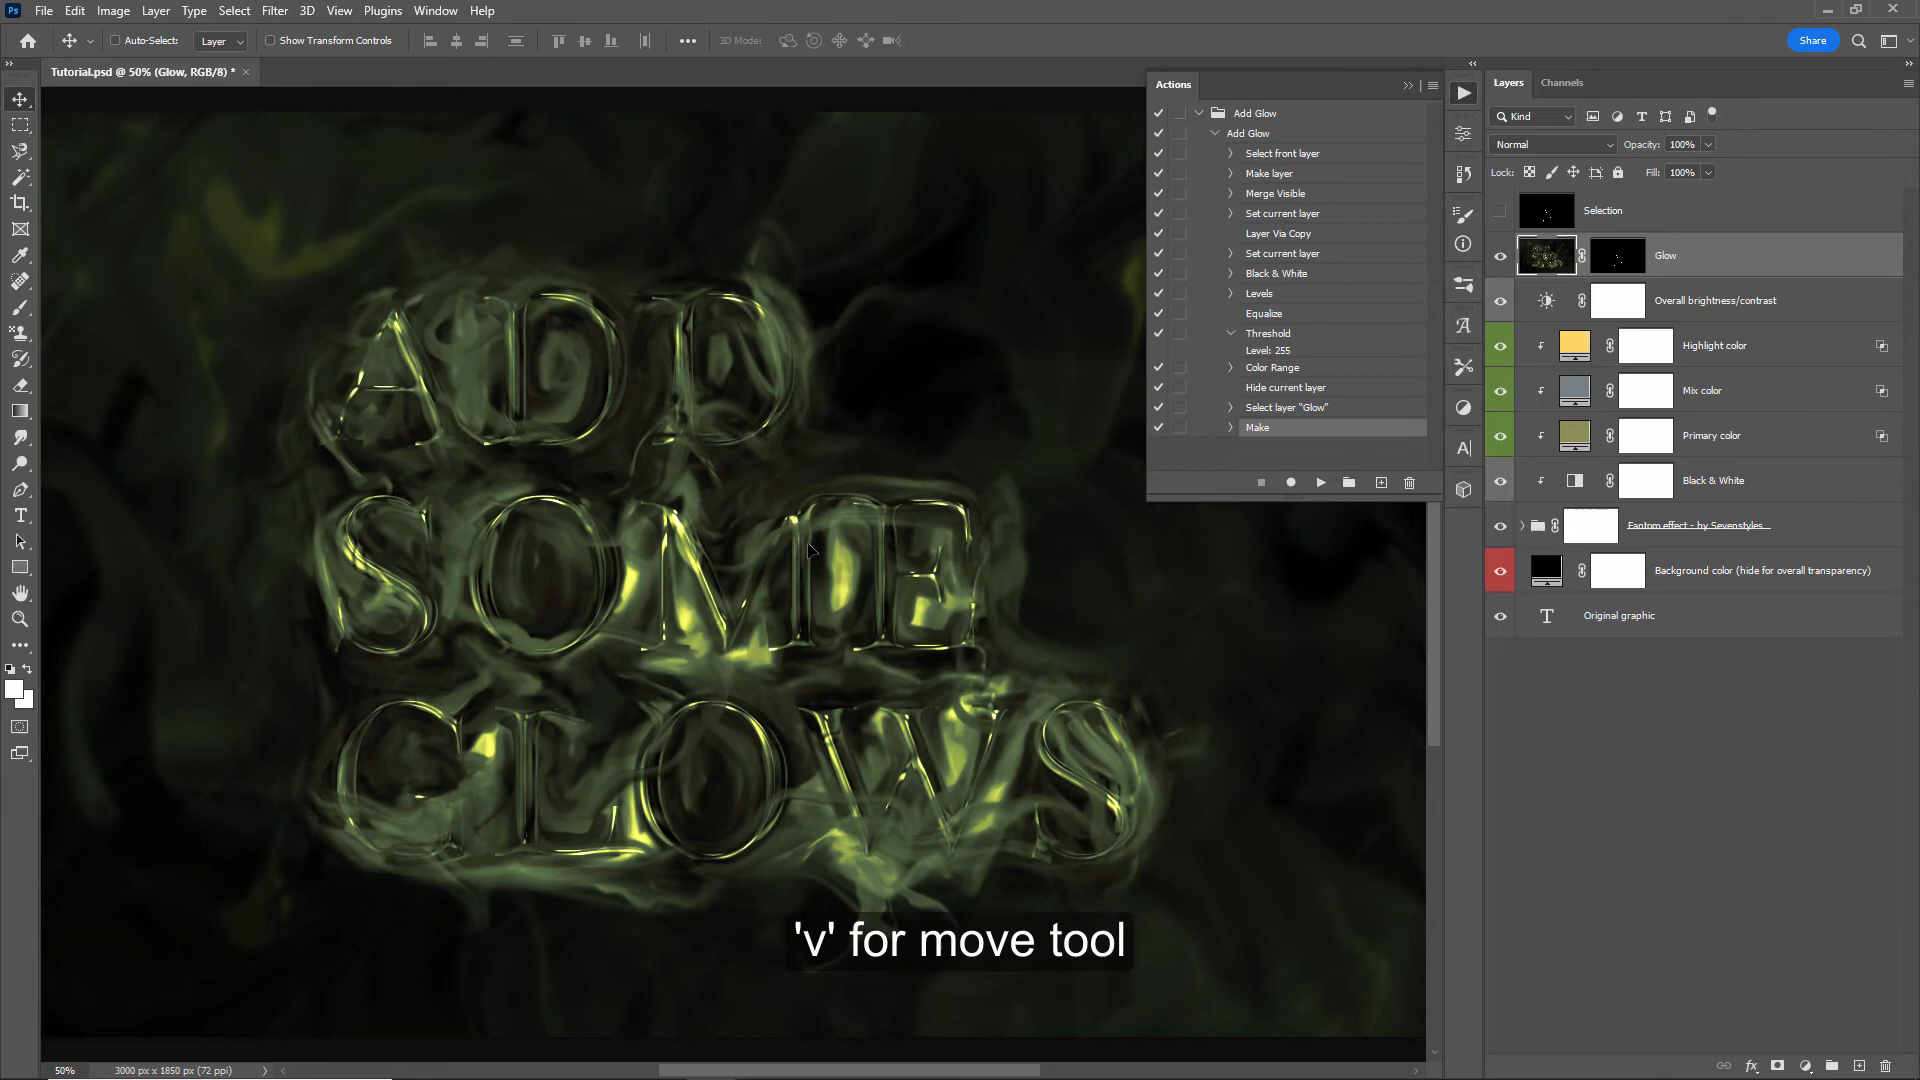 Ps File Edit Image Layer Type Select Filter 3D View Plugins Window Help
Auto-Select: Layer Show Transform Controls 3D Mode: Share
Tutorial.psd @ 50% (Glow, RGB/8) *
Actions
Add Glow
Add Glow
Select front layer
Make layer
Merge Visible
Set current layer
Layer Via Copy
Set current layer
Black & White
Levels
Equalize
Threshold
Level: 255
Color Range
Hide current layer
Select layer "Glow"
Make
Layers Channels
Kind
Normal Opacity: 100%
Lock: Fill: 100%
Selection
Glow
Overall brightness/contrast
Highlight color
Mix color
Primary color
Black & White
Fantom effect - by Sevenstyles
Background color (hide for overall transparency)
Original graphic
ADD
SOME
GLOWS
'v' for move tool
50% 3000 px x 1850 px (72 ppi)